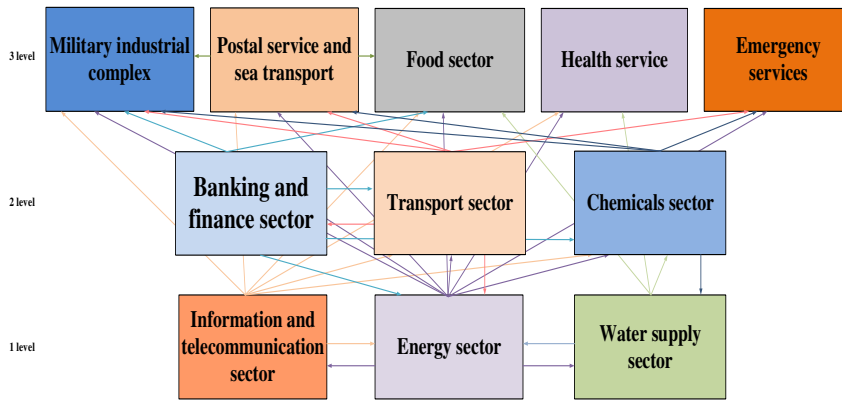 3 level
Military industrial
complex
Postal service and
sea transport
Food sector
Health service
Emergency
services
2 level
Banking and
finance sector
Transport sector
Chemicals sector
1 level
Information and
telecommunication
sector
Energy sector
Water supply
sector